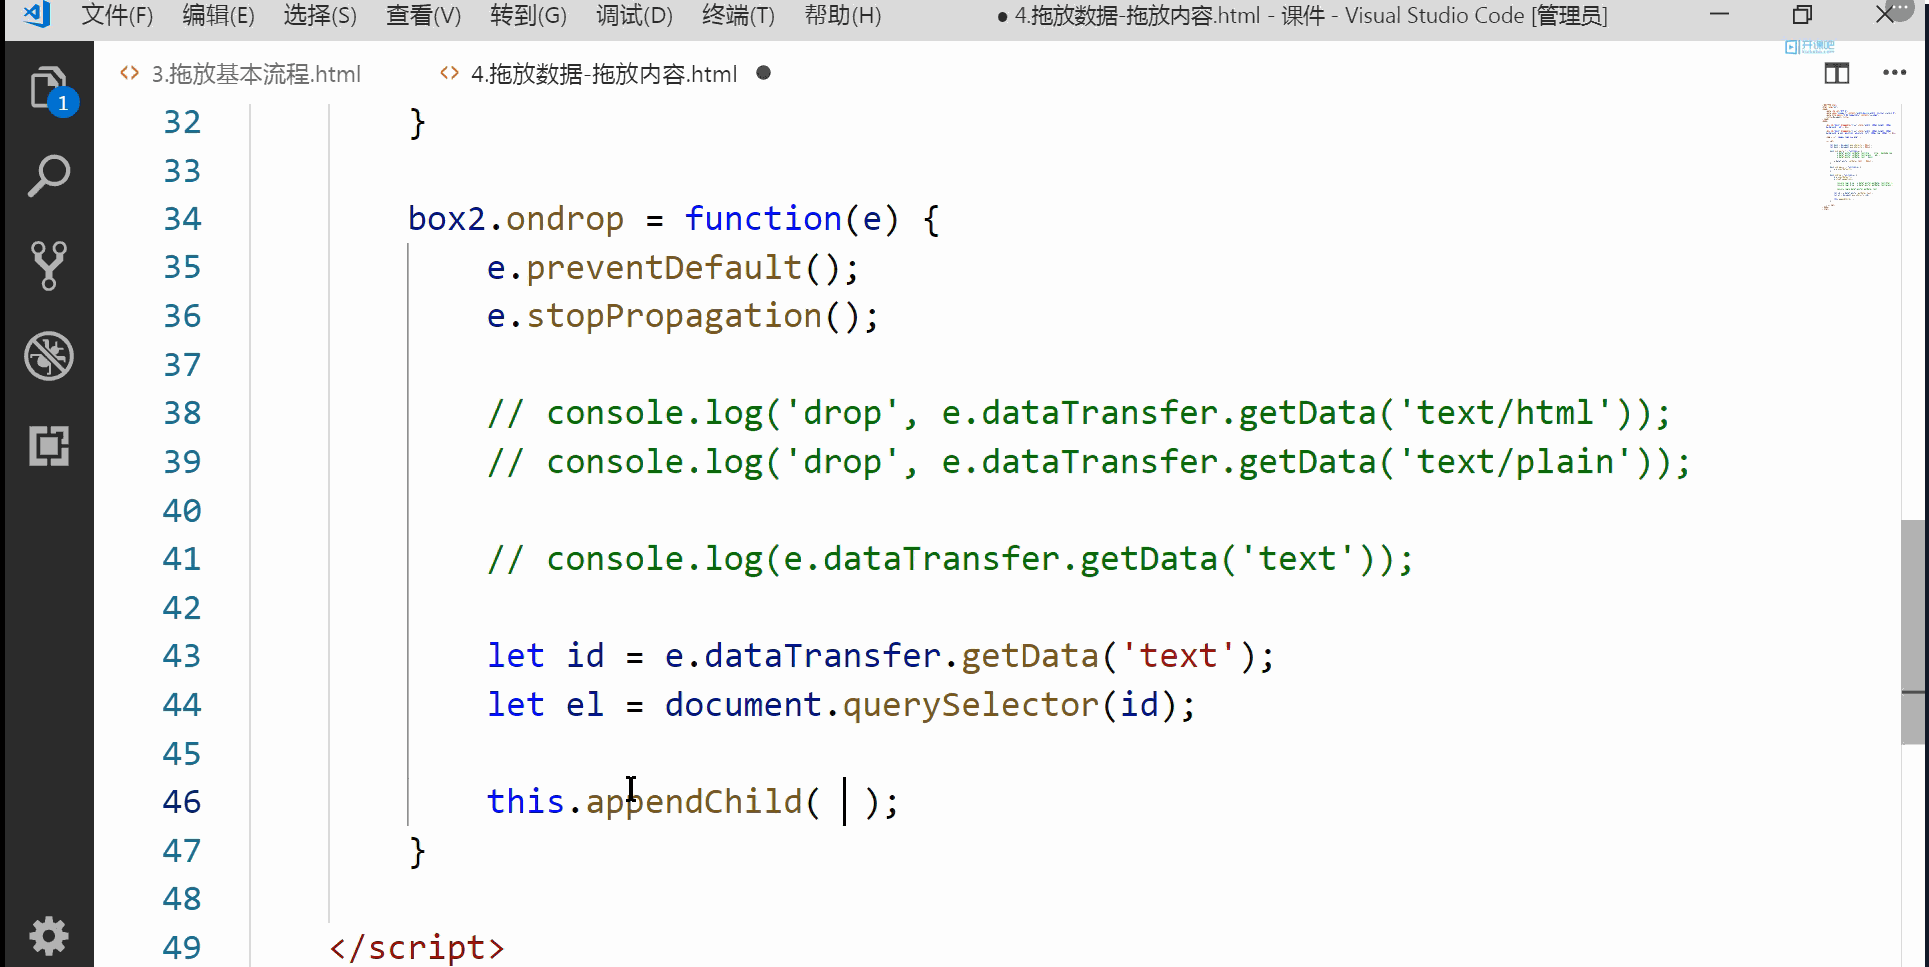 文件(F) 编辑(E) 选择(S) 查看(V) 转到(G) 调试(D) 终端(T) 帮助(H) ● 4.拖放数据-拖放内容.html - 课件 - Visual Studio Code [管理员]
开课吧
<> 3.拖放基本流程.html <> 4.拖放数据-拖放内容.html ●
1
32 }
33
34 box2.ondrop = function(e) {
35 e.preventDefault();
36 e.stopPropagation();
37
38 // console.log('drop', e.dataTransfer.getData('text/html'));
39 // console.log('drop', e.dataTransfer.getData('text/plain'));
40
41 // console.log(e.dataTransfer.getData('text'));
42
43 let id = e.dataTransfer.getData('text');
44 let el = document.querySelector(id);
45
46 this.appendChild( );
47 }
48
49 </script>